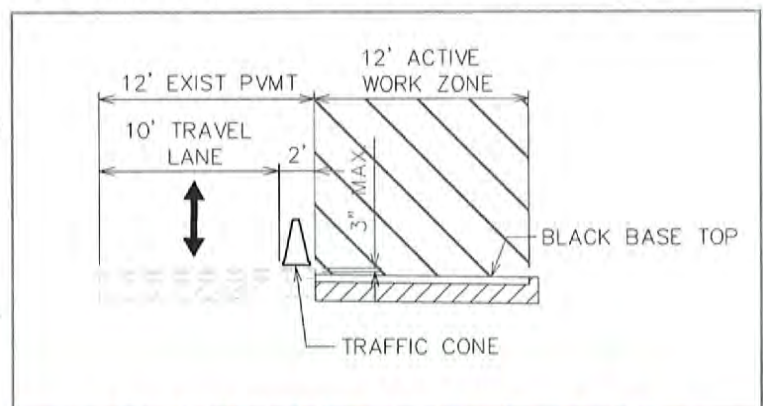 12' ACTIVE
WORK ZONE
12' EXIST PVMT
10' TRAVEL
LANE
2'
3" MAX
BLACK BASE TOP
TRAFFIC CONE